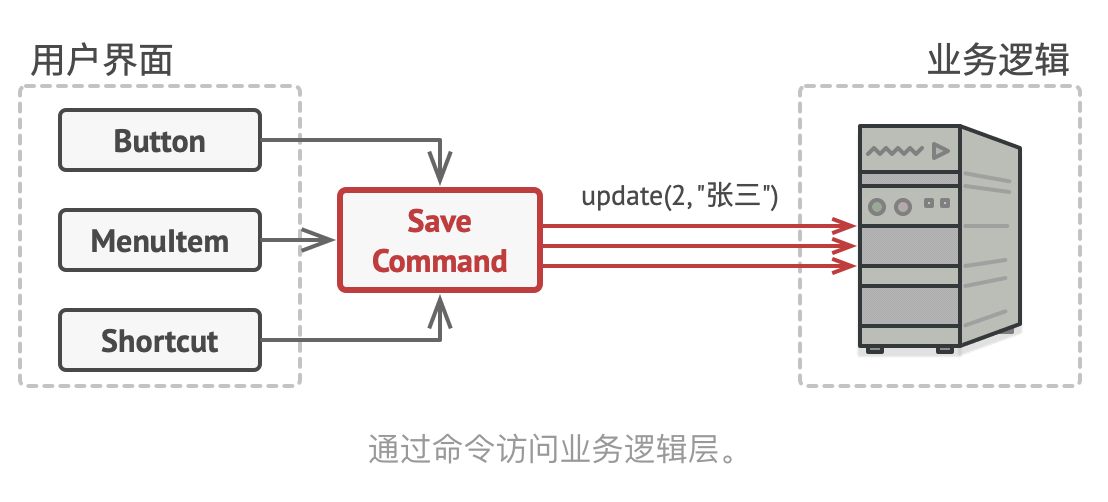 用户界面
业务逻辑
Button
MenuItem
Shortcut
Save
Command
update(2,"张三")
通过命令访问业务逻辑层。